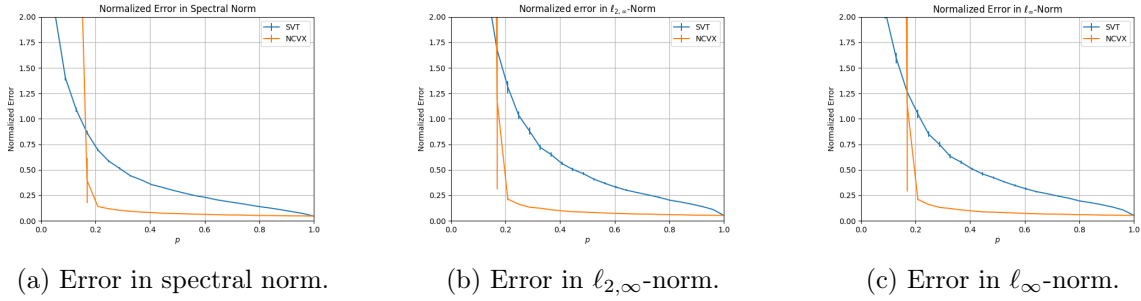 Normalized Error in Spectral Norm
2.00
1.75
1.50
1.25
1.00
0.75
0.50
0.25
0.00
Normalized Error
0.0 0.2 0.4 0.6 0.8 1.0
p
SVT
NCVX
(a) Error in spectral norm.
Normalized error in ℓ2,∞-Norm
2.00
1.75
1.50
1.25
1.00
0.75
0.50
0.25
0.00
Normalized Error
0.0 0.2 0.4 0.6 0.8 1.0
p
SVT
NCVX
(b) Error in ℓ2,∞-norm.
Normalized Error in ℓ∞-Norm
2.00
1.75
1.50
1.25
1.00
0.75
0.50
0.25
0.00
Normalized Error
0.0 0.2 0.4 0.6 0.8 1.0
p
SVT
NCVX
(c) Error in ℓ∞-norm.